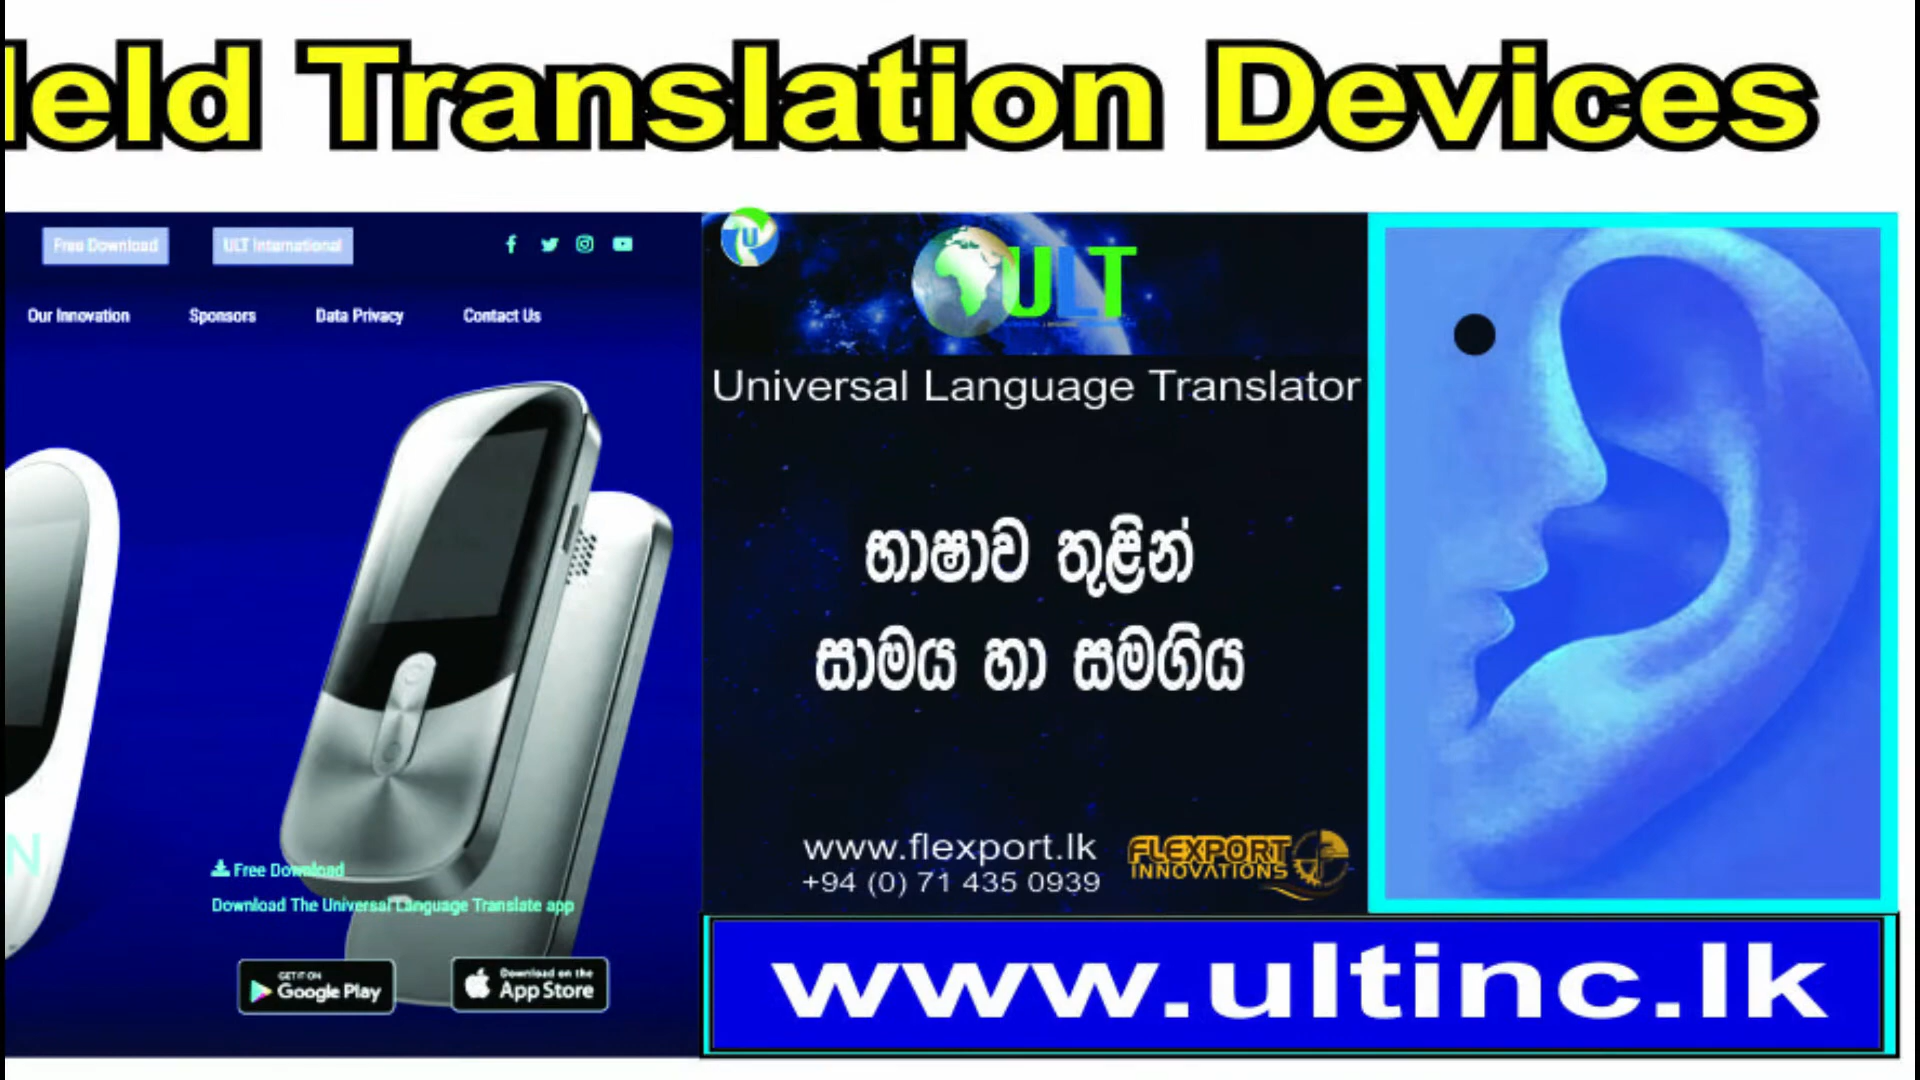 eld Translation Devices
Free Download
ULT International
Our Innovation
Sponsors
Data Privacy
Contact Us
N
Free Download
Download The Universal Language Translate app
GET IT ON
Google Play
Download on the
App Store
U
ULT
Universal Language Translator
භාෂාව තුළින්
සාමය හා සමගිය
www.flexport.lk
+94 (0) 71 435 0939
FLEXPORT
INNOVATIONS
www.ultinc.lk